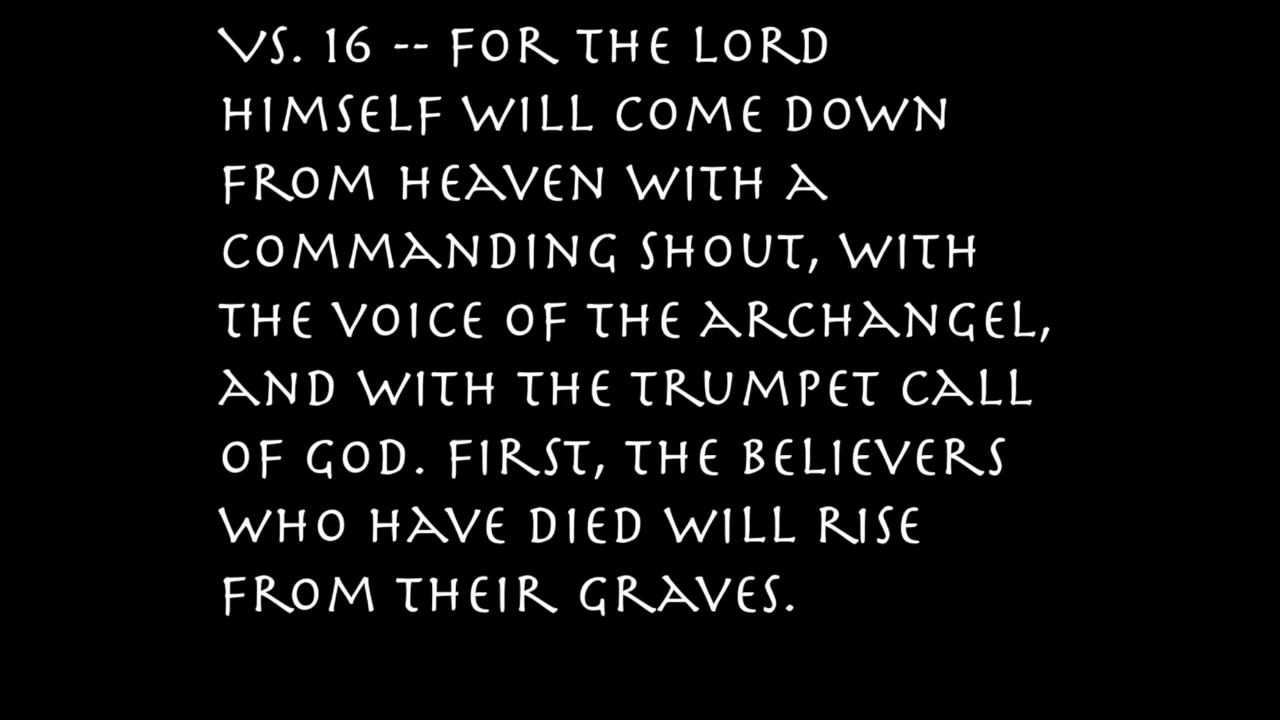 VS. 16 -- FOR THE LORD
HIMSELF WILL COME DOWN
FROM HEAVEN WITH A
COMMANDING SHOUT, WITH
THE VOICE OF THE ARCHANGEL,
AND WITH THE TRUMPET CALL
OF GOD. FIRST, THE BELIEVERS
WHO HAVE DIED WILL RISE
FROM THEIR GRAVES.